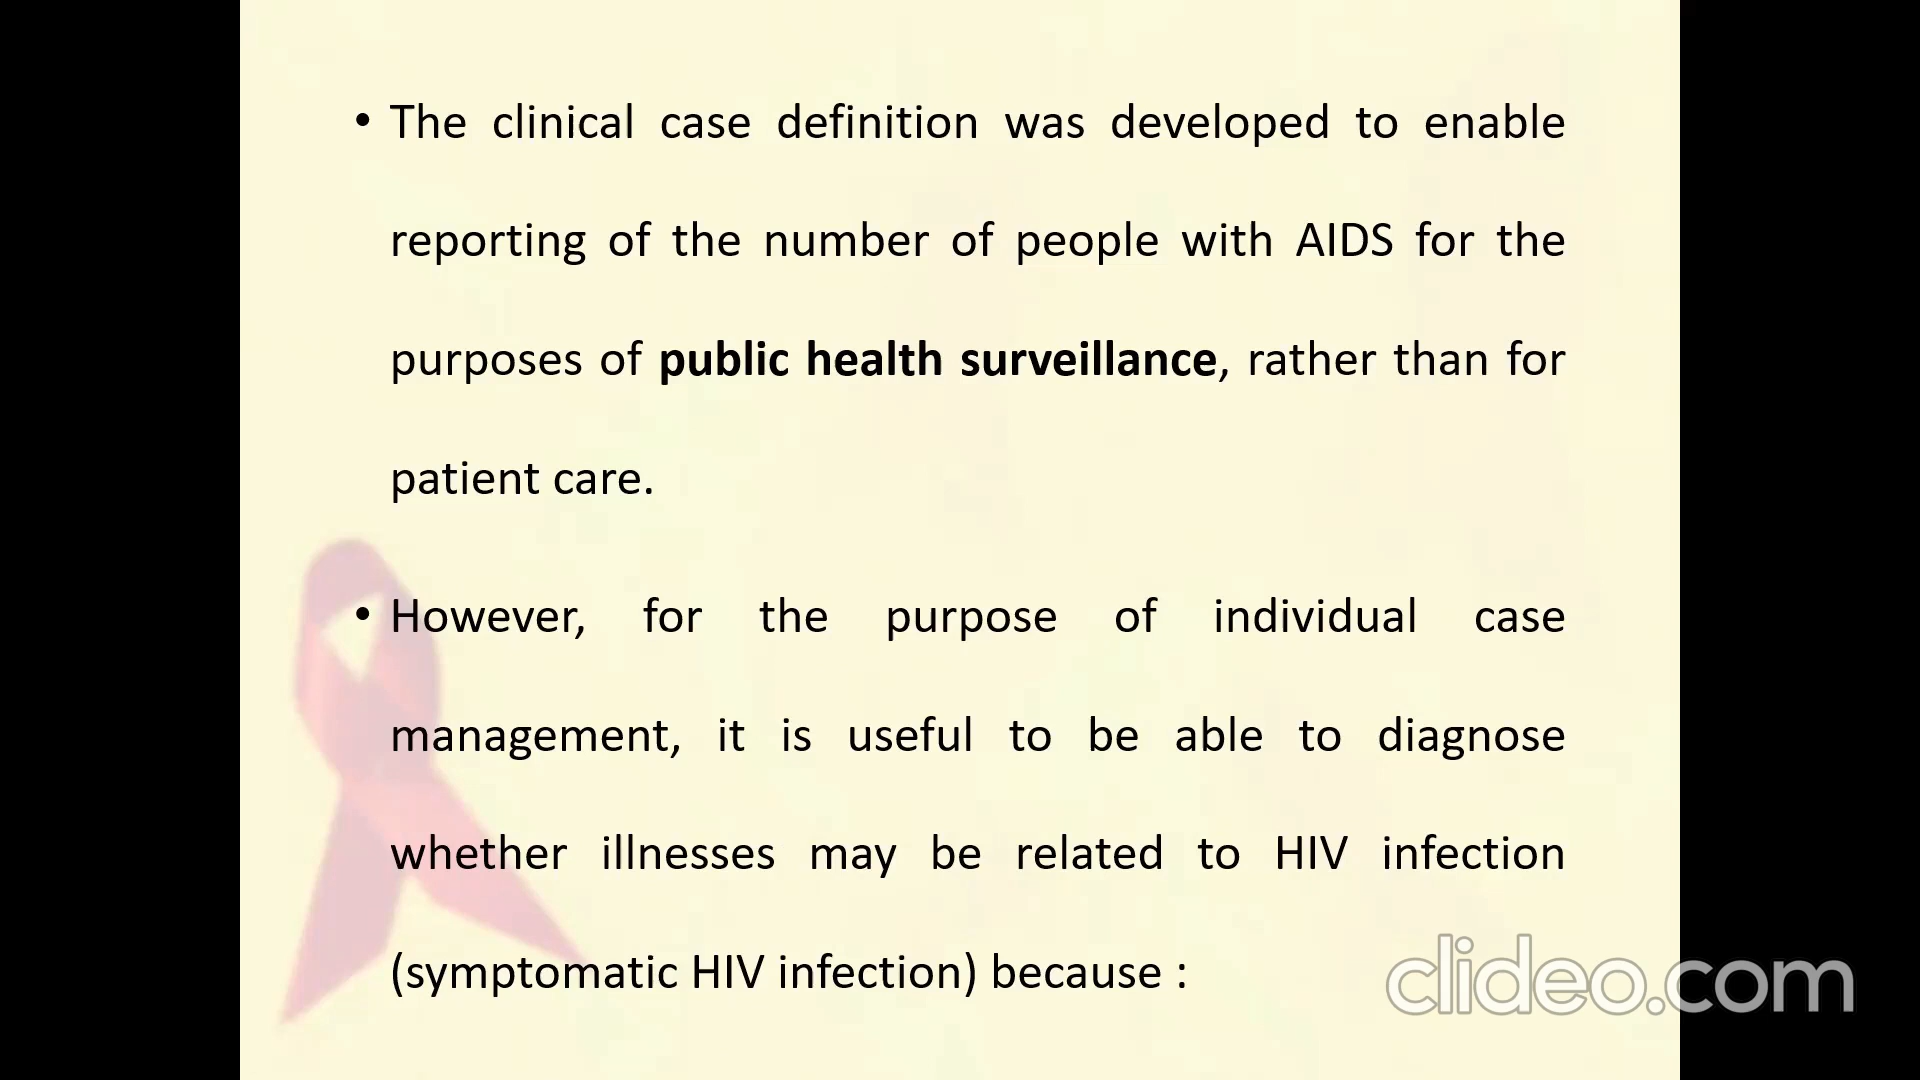 • The clinical case definition was developed to enable
reporting of the number of people with AIDS for the
purposes of public health surveillance, rather than for
patient care.
• However, for the purpose of individual case
management, it is useful to be able to diagnose
whether illnesses may be related to HIV infection
(symptomatic HIV infection) because :
clideo.com